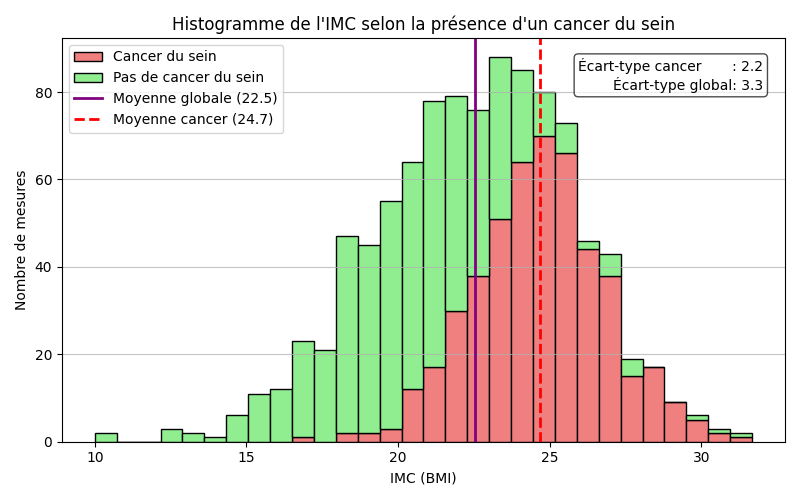 Histogramme de l'IMC selon la présence d'un cancer du sein
Cancer du sein
Pas de cancer du sein
Moyenne globale (22.5)
Moyenne cancer (24.7)
Écart-type cancer : 2.2
Écart-type global: 3.3
Nombre de mesures
80
60
40
20
0
10
15
20
25
30
IMC (BMI)